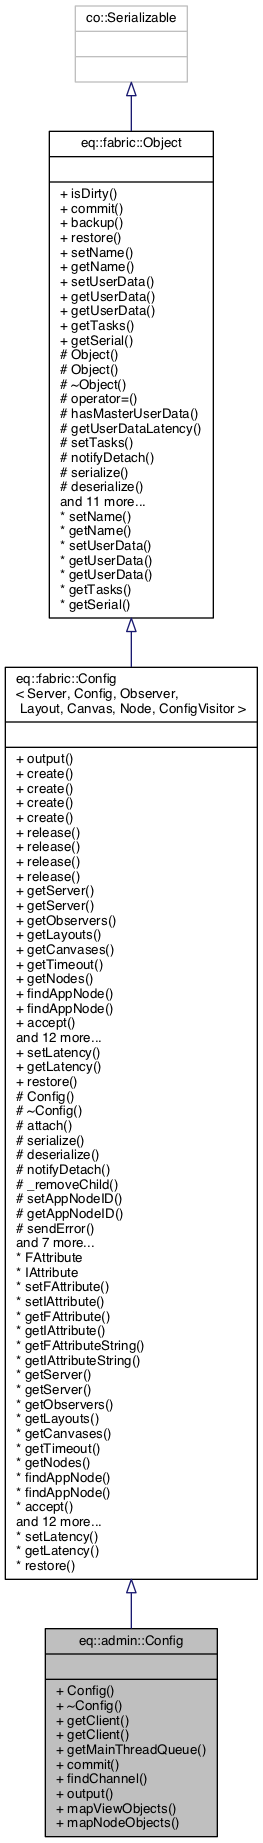 co::Serializable
eq::fabric::Object
+ isDirty()
+ commit()
+ backup()
+ restore()
+ setName()
+ getName()
+ setUserData()
+ getUserData()
+ getUserData()
+ getTasks()
+ getSerial()
# Object()
# Object()
# ~Object()
# operator=()
# hasMasterUserData()
# getUserDataLatency()
# setTasks()
# notifyDetach()
# serialize()
# deserialize()
and 11 more...
* setName()
* getName()
* setUserData()
* getUserData()
* getUserData()
* getTasks()
* getSerial()
eq::fabric::Config
< Server, Config, Observer,
Layout, Canvas, Node, ConfigVisitor >
+ output()
+ create()
+ create()
+ create()
+ create()
+ release()
+ release()
+ release()
+ release()
+ getServer()
+ getServer()
+ getObservers()
+ getLayouts()
+ getCanvases()
+ getTimeout()
+ getNodes()
+ findAppNode()
+ findAppNode()
+ accept()
and 12 more...
+ setLatency()
+ getLatency()
+ restore()
# Config()
# ~Config()
# attach()
# serialize()
# deserialize()
# notifyDetach()
# _removeChild()
# setAppNodeID()
# getAppNodeID()
# sendError()
and 7 more...
* FAttribute
* IAttribute
* setFAttribute()
* setIAttribute()
* getFAttribute()
* getIAttribute()
* getFAttributeString()
* getIAttributeString()
* getServer()
* getServer()
* getObservers()
* getLayouts()
* getCanvases()
* getTimeout()
* getNodes()
* findAppNode()
* findAppNode()
* accept()
and 12 more...
* setLatency()
* getLatency()
* restore()
eq::admin::Config
+ Config()
+ ~Config()
+ getClient()
+ getClient()
+ getMainThreadQueue()
+ commit()
+ findChannel()
+ output()
+ mapViewObjects()
+ mapNodeObjects()